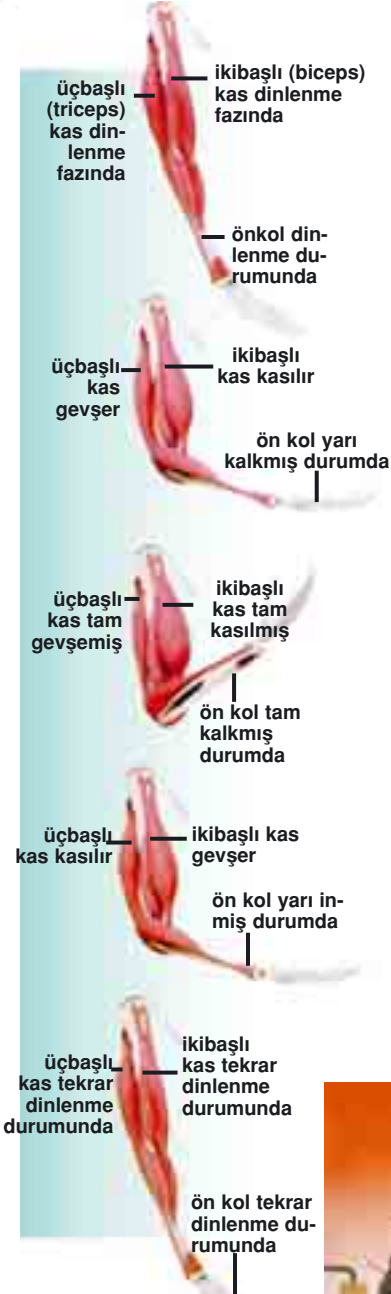 üçbaşlı
(triceps)
kas din-
lenme
fazında
ikibaşlı (biceps)
kas dinlenme
fazında
önkol din-
lenme du-
rumunda
üçbaşlı
kas
gevşer
ikibaşlı
kas kasılır
ön kol yarı
kalkmış durumda
üçbaşlı
kas tam
gevşemiş
ikibaşlı
kas tam
kasılmış
ön kol tam
kalkmış
durumda
üçbaşlı
kas kasılır
ikibaşlı kas
gevşer
ön kol yarı in-
miş durumda
üçbaşlı
kas tekrar
dinlenme
durumunda
ikibaşlı
kas tekrar
dinlenme
durumunda
ön kol tekrar
dinlenme du-
rumunda